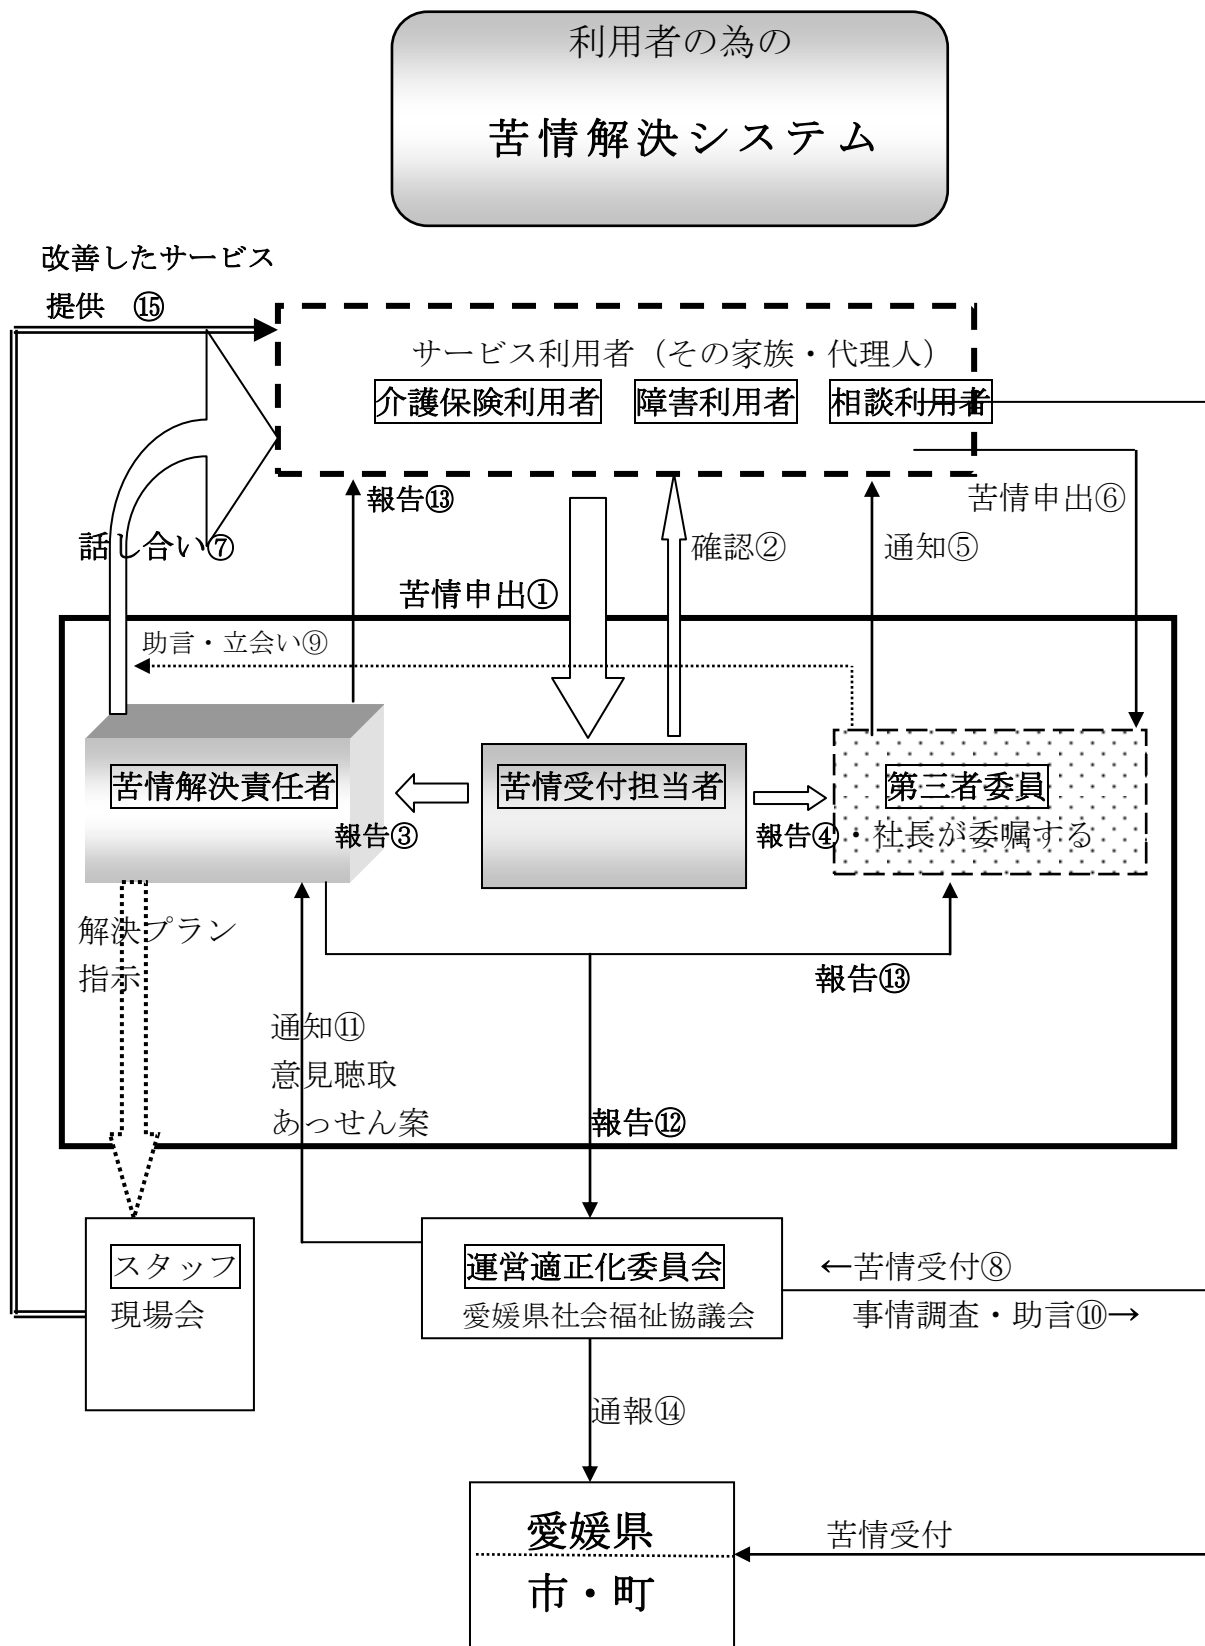 利用者の為の
苦情解決システム
改善したサービス
提供　⑮
サービス利用者（その家族・代理人）
介護保険利用者
障害利用者
相談利用者
報告⑬
苦情申出⑥
話し合い⑦
確認②
通知⑤
苦情申出①
助言・立会い⑨
苦情解決責任者
苦情受付担当者
第三者委員
報告③
報告④
・社長が委嘱する
解決プラン
指示
報告⑬
通知⑪
意見聴取
あっせん案
報告⑫
スタッフ
現場会
運営適正化委員会
愛媛県社会福祉協議会
←苦情受付⑧
事情調査・助言⑩→
通報⑭
愛媛県
市・町
苦情受付